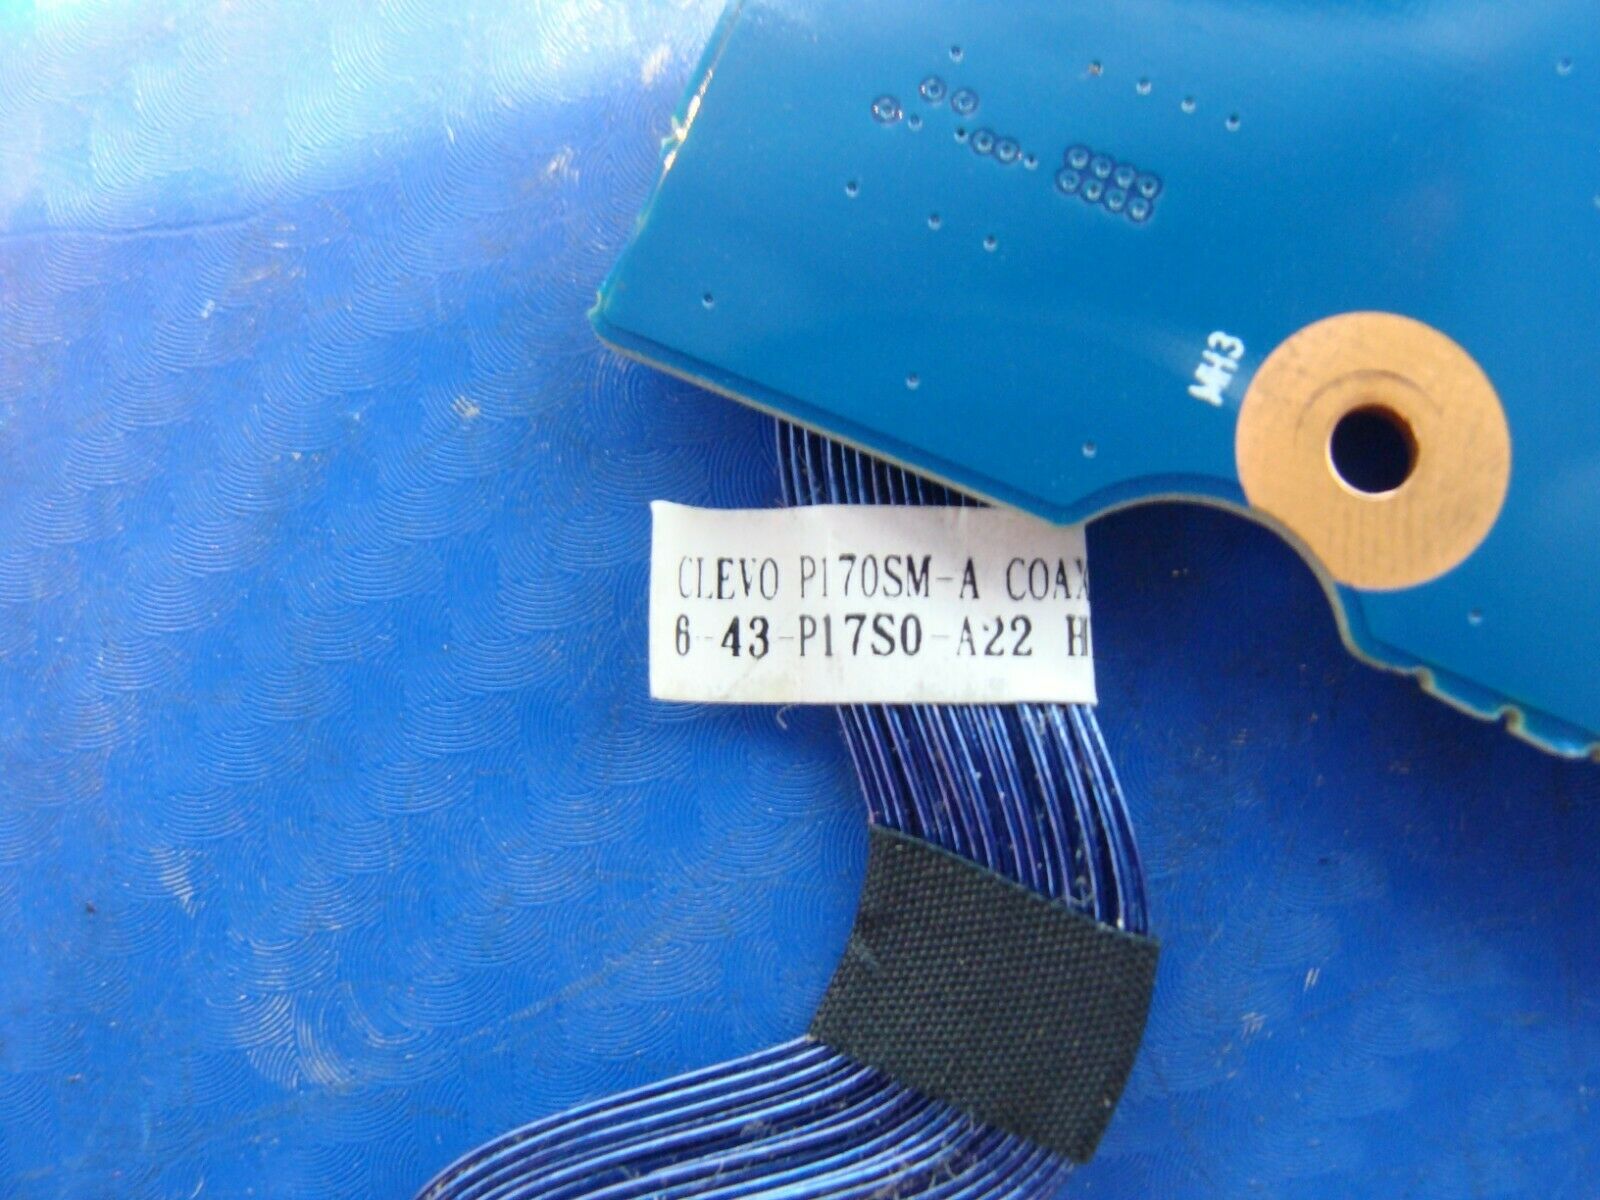 MH3
CLEVO P170SM-A COAX
6-43-P17S0-A22